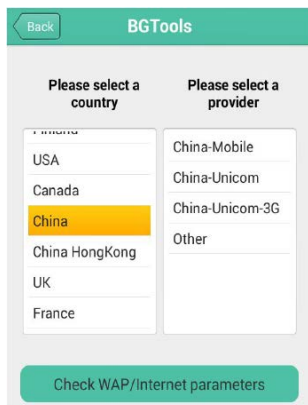 Back
BGTools
Please select a
country
Please select a
provider
USA
Canada
China
China HongKong
UK
France
China-Mobile
China-Unicom
China-Unicom-3G
Other
Check WAP/Internet parameters